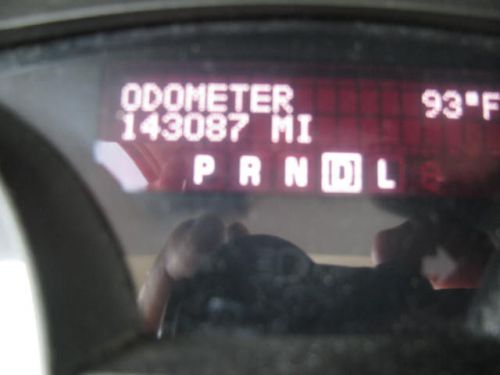 ODOMETER 93°F
143087 MI
P R N D L